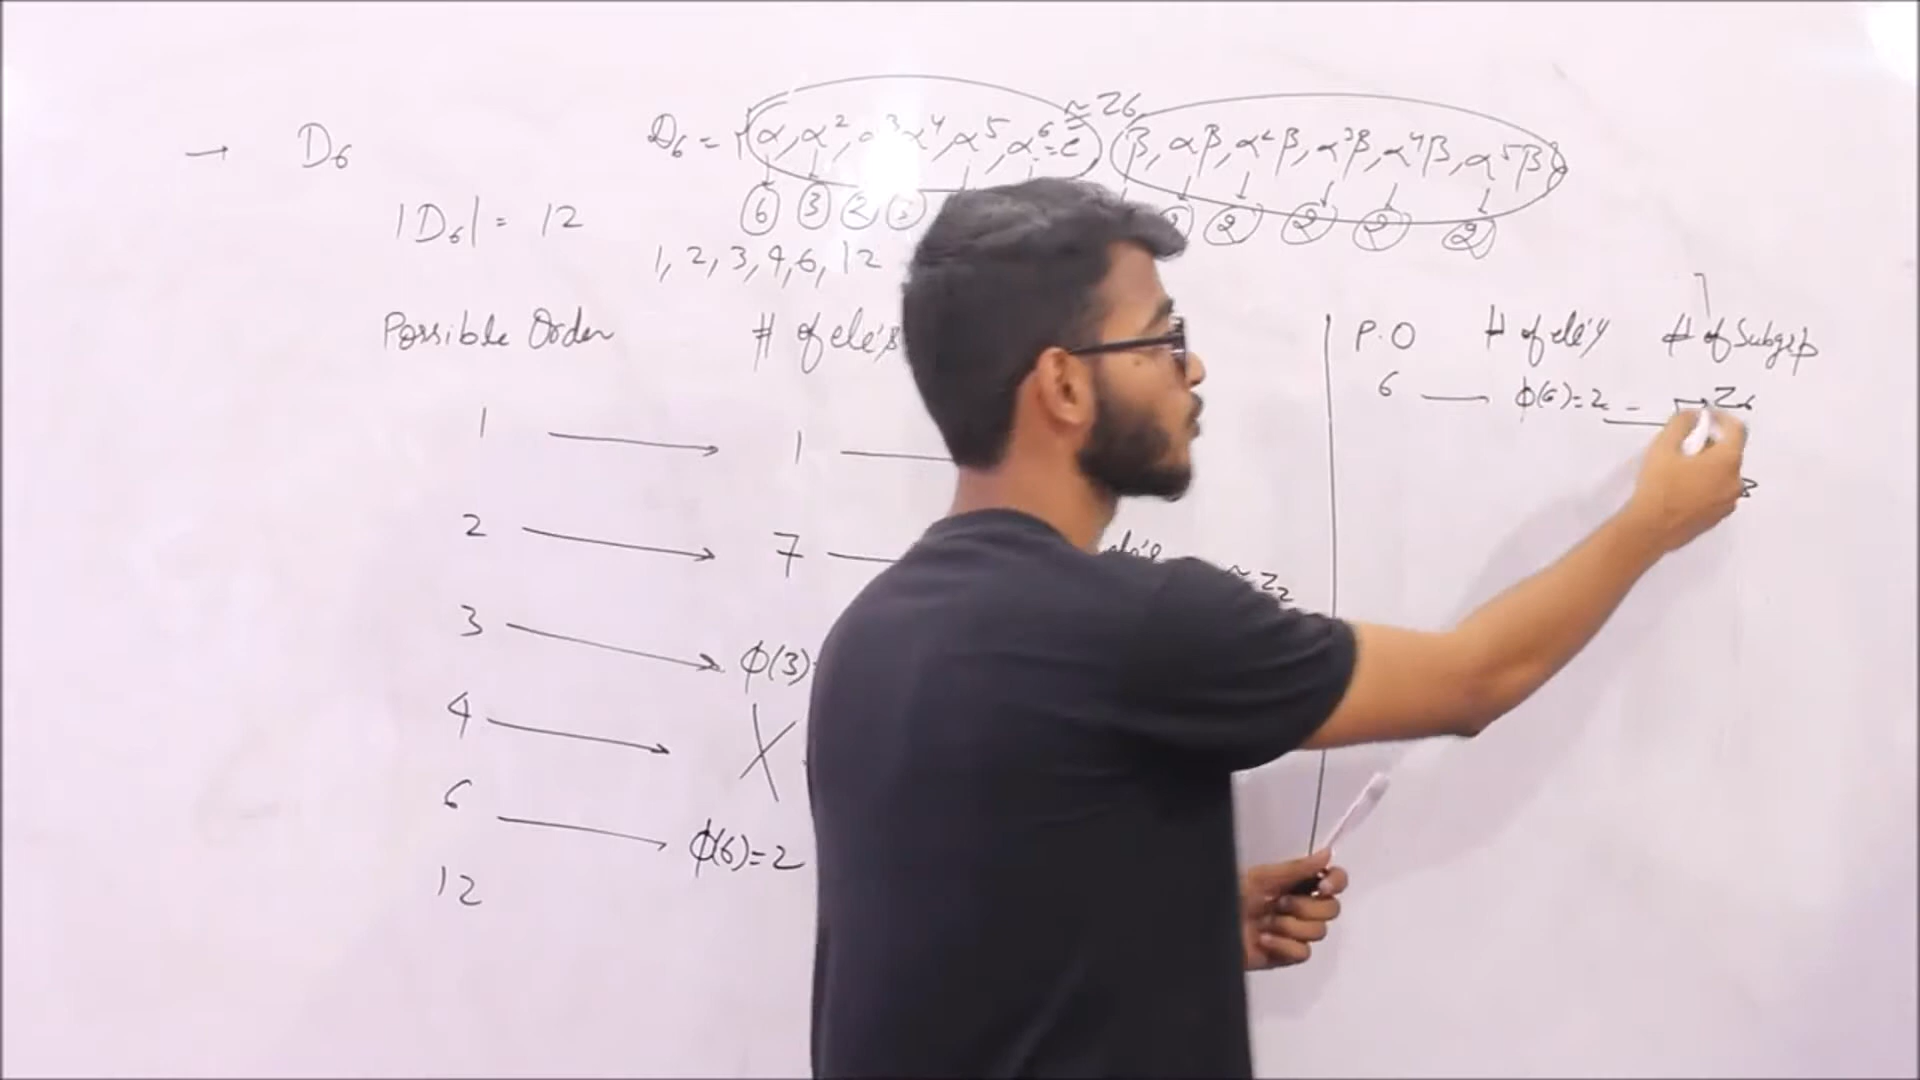 → D6
D6 = { α, α², α³, α⁴, α⁵, α⁶ = e, β, αβ, α²β, α³β, α⁴β, α⁵β }
≈ Z6
|D6| = 12
6 3 2 2 2 2 2 2
1, 2, 3, 4, 6, 12
Possible Order # of ele's
1 → 1
2 → 7
3 → ϕ(3)
4 → X
6 → ϕ(6)=2
12
≈ Z2
P.O # of ele's # of Subgrp
6 — ϕ(6)=2 — → Z6